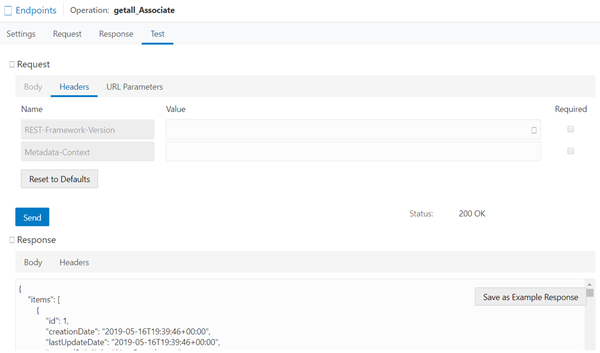 Endpoints Operation: getall_Associate
Settings Request Response Test
Request
Body Headers URL Parameters
Name Value Required
REST-Framework-Version
Metadata-Context
Reset to Defaults
Send Status: 200 OK
Response
Body Headers
{
Save as Example Response
"items": [
{
"id": 1,
"creationDate": "2019-05-16T19:39:46+00:00",
"lastUpdateDate": "2019-05-16T19:39:46+00:00",